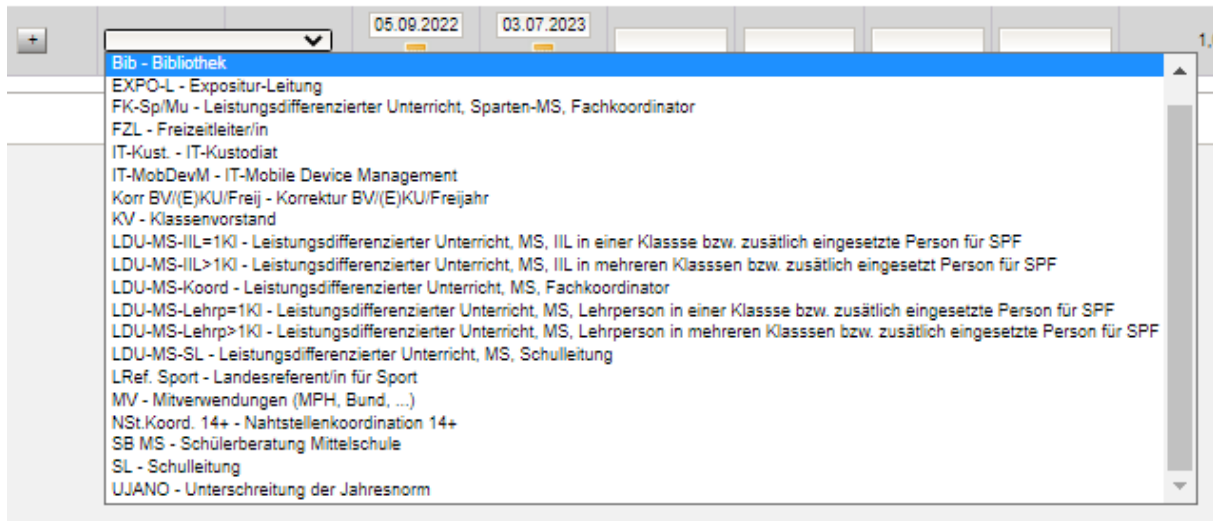 +
05.09.2022
03.07.2023
1,
Bib - Bibliothek
EXPO-L - Expositur-Leitung
FK-Sp/Mu - Leistungsdifferenzierter Unterricht, Sparten-MS, Fachkoordinator
FZL - Freizeitleiter/in
IT-Kust. - IT-Kustodiat
IT-MobDevM - IT-Mobile Device Management
Korr BV/(E)KU/Freij - Korrektur BV/(E)KU/Freijahr
KV - Klassenvorstand
LDU-MS-IIL=1Kl - Leistungsdifferenzierter Unterricht, MS, IIL in einer Klassse bzw. zusätlich eingesetzte Person für SPF
LDU-MS-IIL>1Kl - Leistungsdifferenzierter Unterricht, MS, IIL in mehreren Klasssen bzw. zusätlich eingesetzt Person für SPF
LDU-MS-Koord - Leistungsdifferenzierter Unterricht, MS, Fachkoordinator
LDU-MS-Lehrp=1Kl - Leistungsdifferenzierter Unterricht, MS, Lehrperson in einer Klassse bzw. zusätlich eingesetzte Person für SPF
LDU-MS-Lehrp>1Kl - Leistungsdifferenzierter Unterricht, MS, Lehrperson in mehreren Klasssen bzw. zusätlich eingesetzte Person für SPF
LDU-MS-SL - Leistungsdifferenzierter Unterricht, MS, Schulleitung
LRef. Sport - Landesreferent/in für Sport
MV - Mitverwendungen (MPH, Bund, ...)
NSt.Koord. 14+ - Nahtstellenkoordination 14+
SB MS - Schülerberatung Mittelschule
SL - Schulleitung
UJANO - Unterschreitung der Jahresnorm